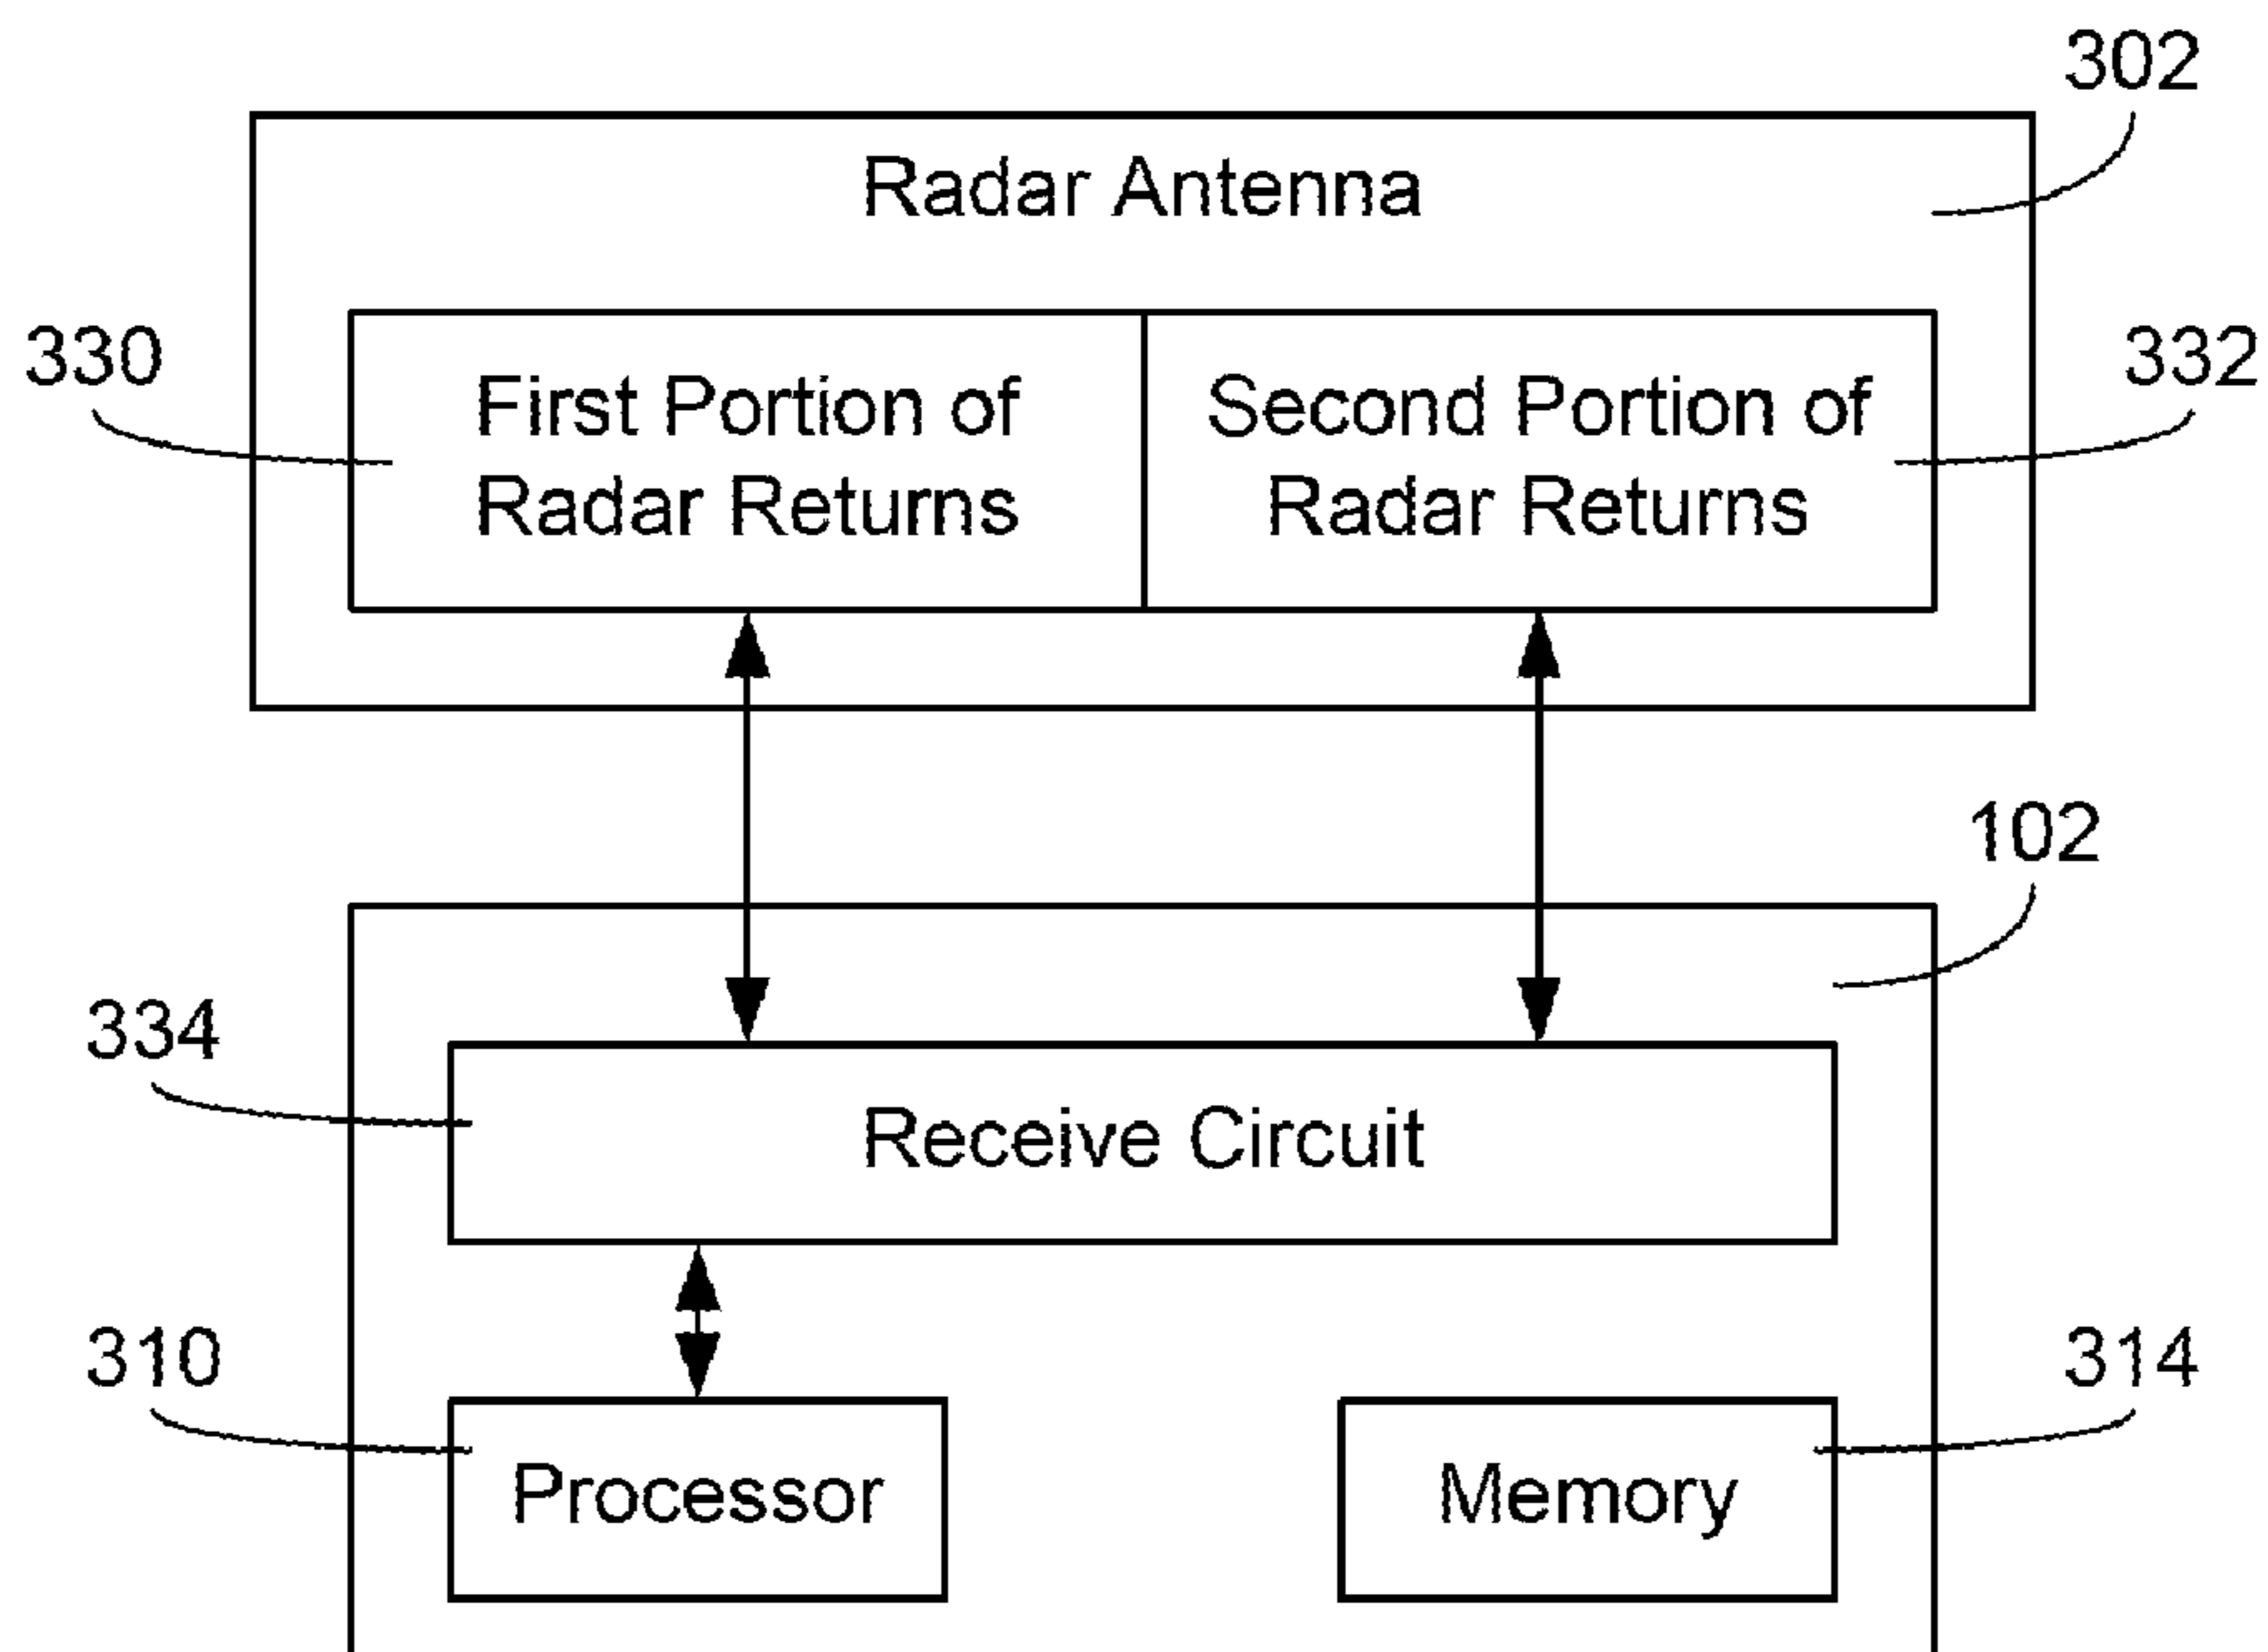 302
Radar Antenna
330
332
First Portion of
Radar Returns
Second Portion of
Radar Returns
102
334
Receive Circuit
310
314
Processor
Memory